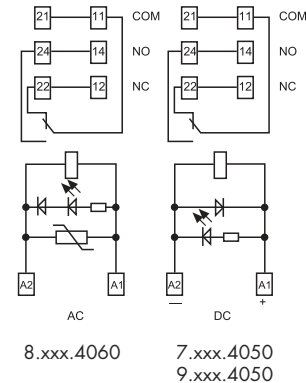 21 11 COM 21 11 COM
24 14 NO 24 14 NO
22 12 NC 22 12 NC
A2 A1 A2 A1
— +
AC DC
8.xxx.4060 7.xxx.4050
9.xxx.4050